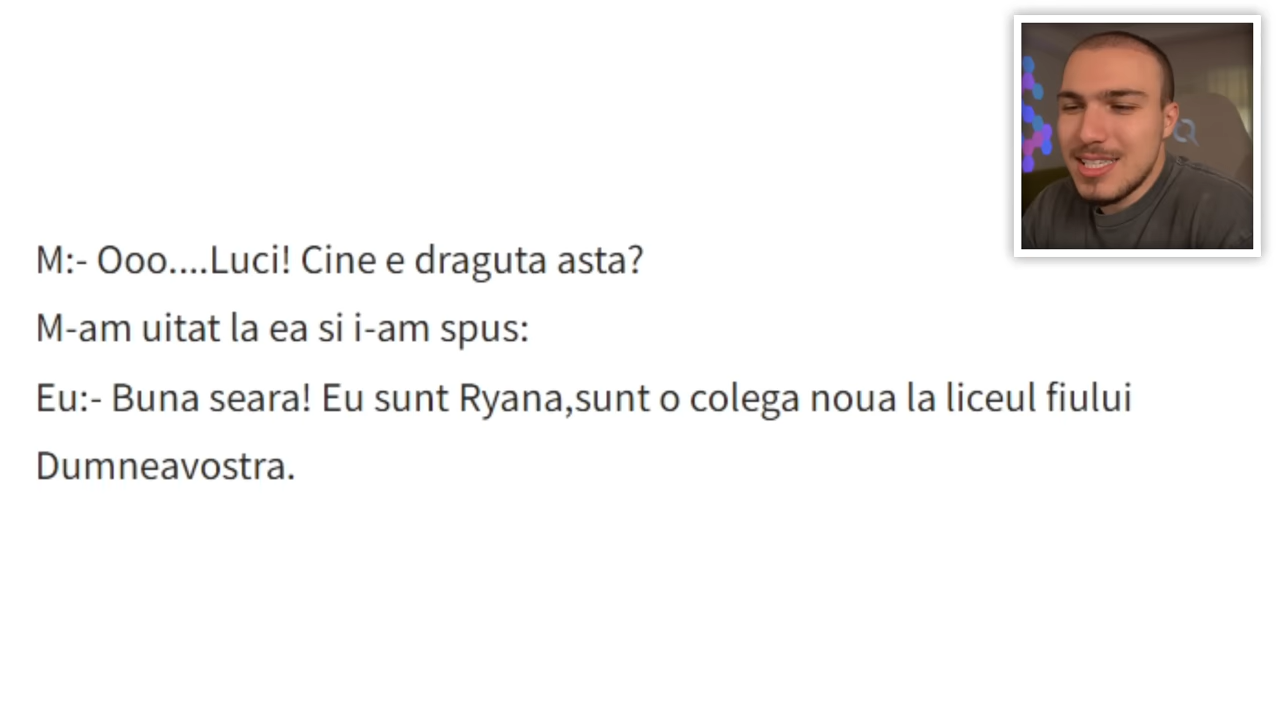 M:- Ooo....Luci! Cine e draguta asta?
M-am uitat la ea si i-am spus:
Eu:- Buna seara! Eu sunt Ryana,sunt o colega noua la liceul fiului
Dumneavostra.